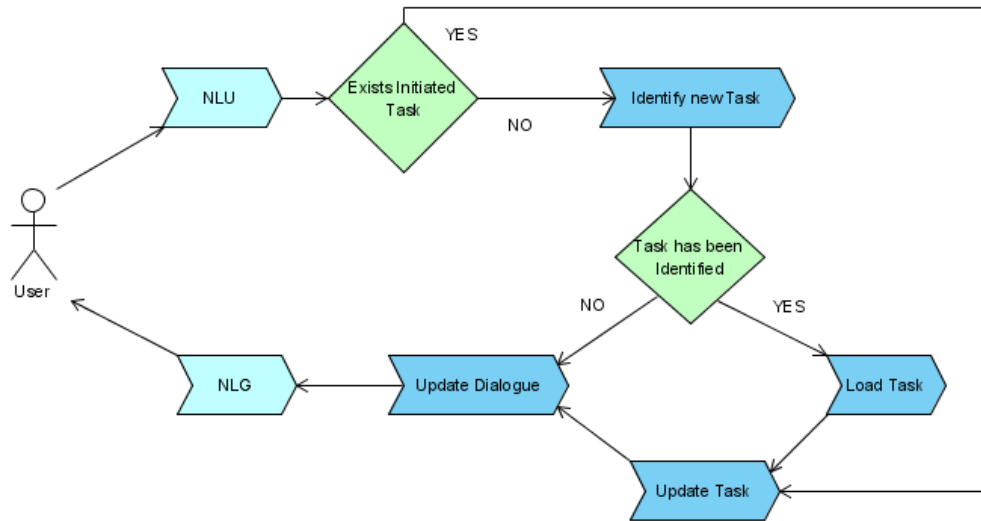 YES
NLU
Exists Initiated
Task
Identify new Task
NO
Task has been
Identified
User
NO
YES
NLG
Update Dialogue
Load Task
Update Task